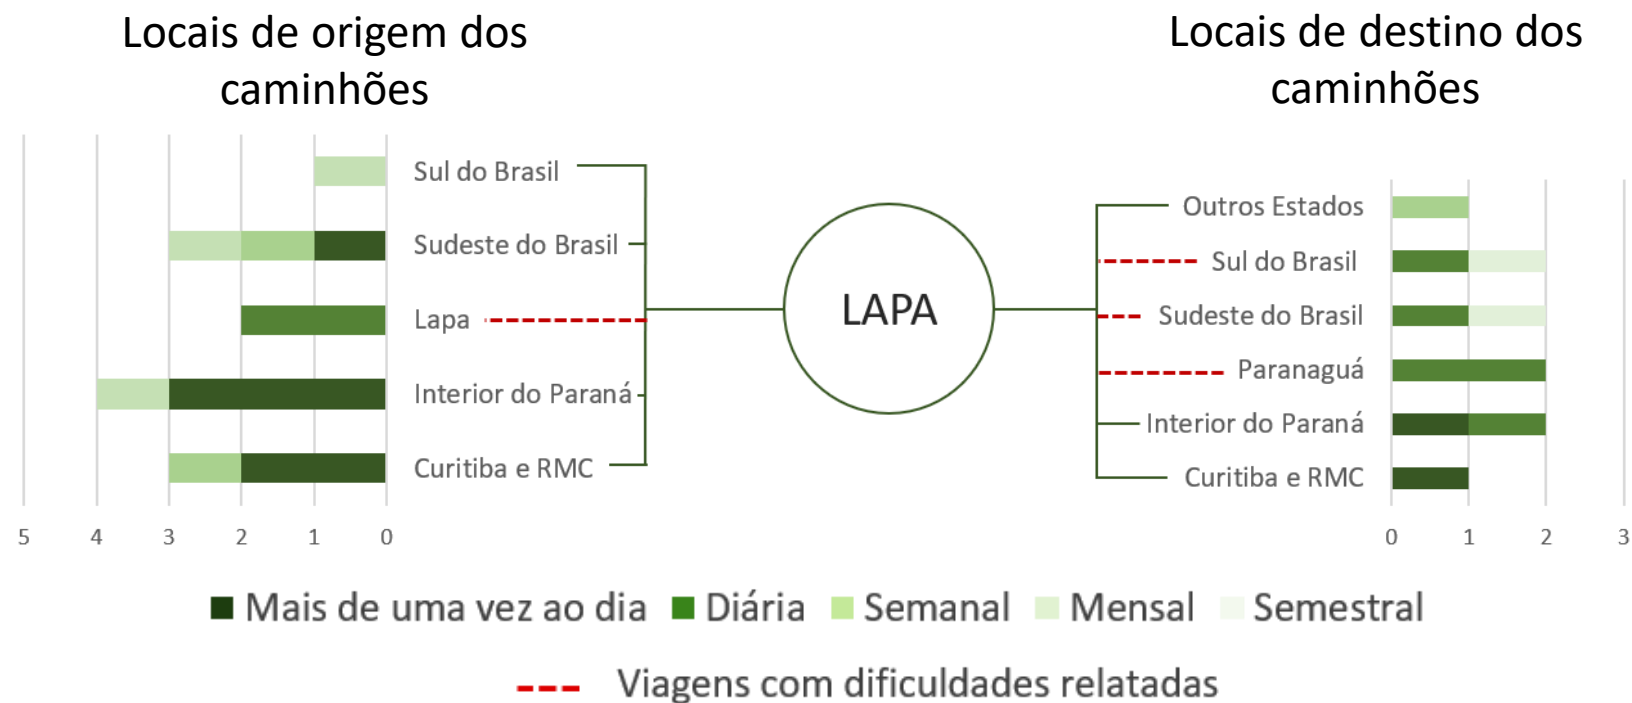 Locais de origem dos
caminhões
Locais de destino dos
caminhões
Sul do Brasil
Sudeste do Brasil
Lapa
Interior do Paraná
Curitiba e RMC
5 4 3 2 1 0
LAPA
Outros Estados
Sul do Brasil
Sudeste do Brasil
Paranaguá
Interior do Paraná
Curitiba e RMC
0 1 2 3
Mais de uma vez ao dia Diária Semanal Mensal Semestral
Viagens com dificuldades relatadas